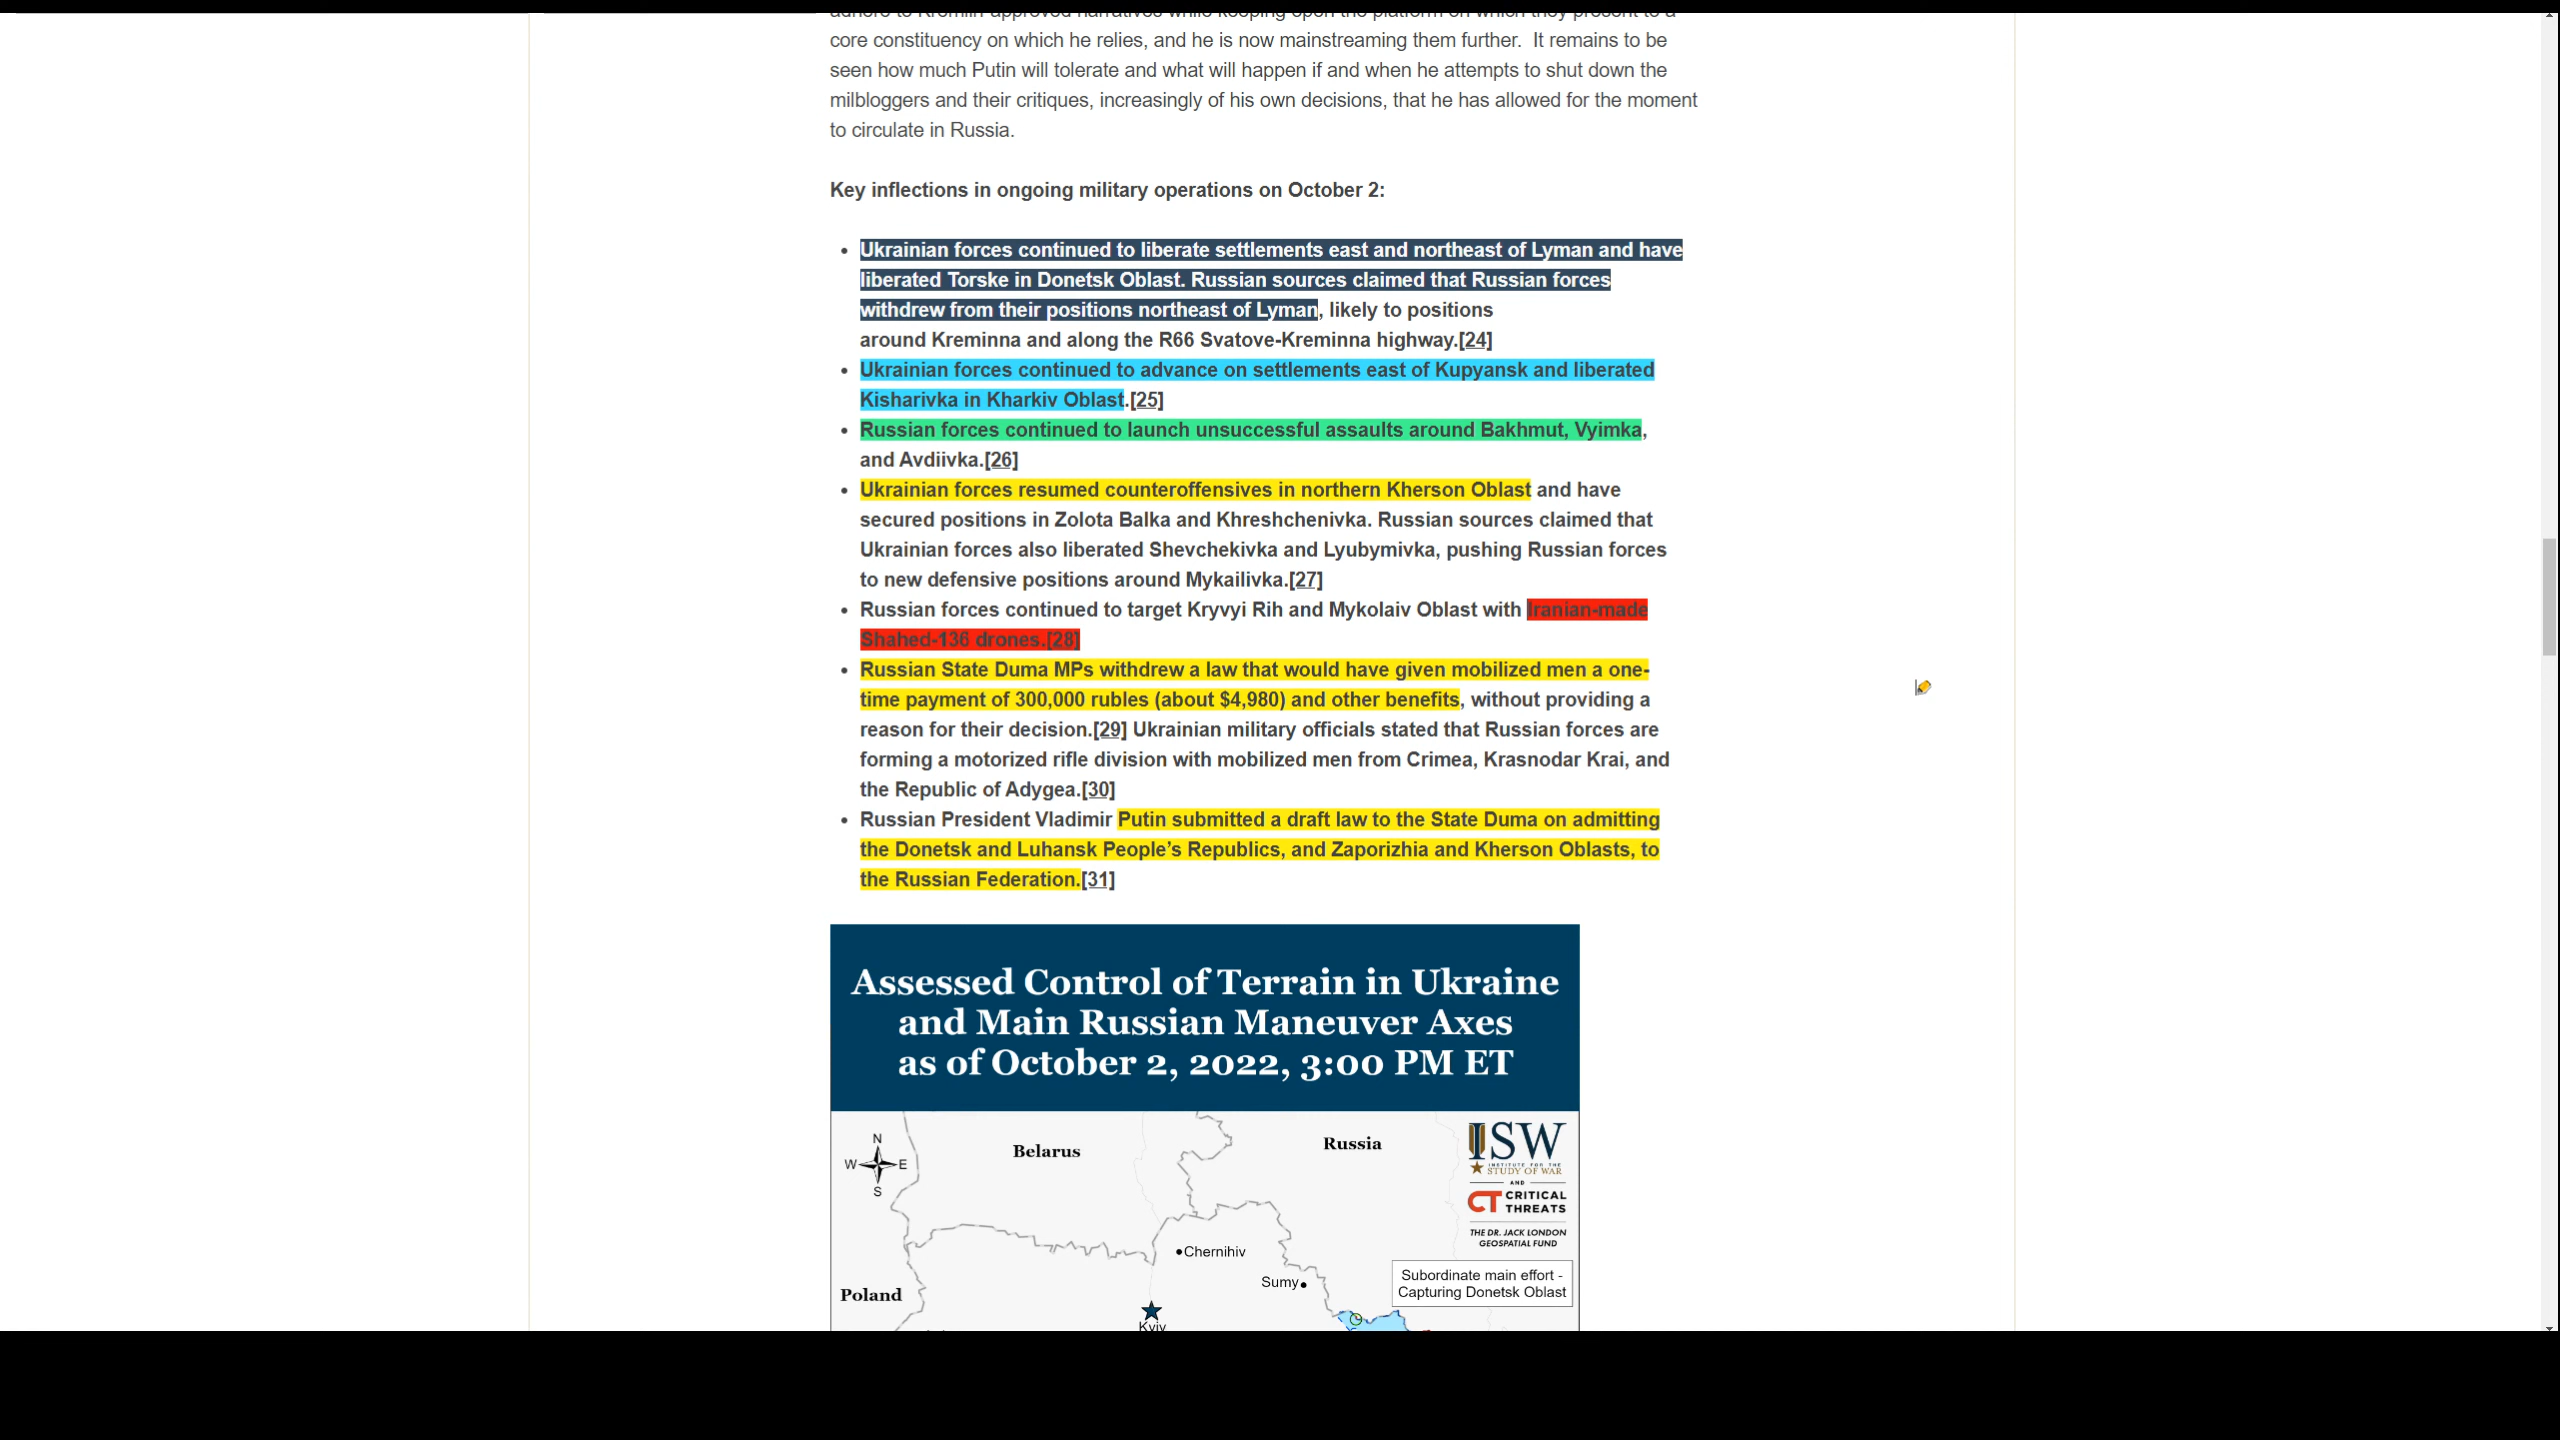 adhere to Kremlin-approved narratives while keeping open the platform on which they present to a
core constituency on which he relies, and he is now mainstreaming them further.  It remains to be
seen how much Putin will tolerate and what will happen if and when he attempts to shut down the
milbloggers and their critiques, increasingly of his own decisions, that he has allowed for the moment
to circulate in Russia.
Key inflections in ongoing military operations on October 2:
• Ukrainian forces continued to liberate settlements east and northeast of Lyman and have
liberated Torske in Donetsk Oblast. Russian sources claimed that Russian forces
withdrew from their positions northeast of Lyman, likely to positions
around Kreminna and along the R66 Svatove-Kreminna highway.[24]
• Ukrainian forces continued to advance on settlements east of Kupyansk and liberated
Kisharivka in Kharkiv Oblast.[25]
• Russian forces continued to launch unsuccessful assaults around Bakhmut, Vyimka,
and Avdiivka.[26]
• Ukrainian forces resumed counteroffensives in northern Kherson Oblast and have
secured positions in Zolota Balka and Khreshchenivka. Russian sources claimed that
Ukrainian forces also liberated Shevchekivka and Lyubymivka, pushing Russian forces
to new defensive positions around Mykailivka.[27]
• Russian forces continued to target Kryvyi Rih and Mykolaiv Oblast with Iranian-made
Shahed-136 drones.[28]
• Russian State Duma MPs withdrew a law that would have given mobilized men a one-
time payment of 300,000 rubles (about $4,980) and other benefits, without providing a
reason for their decision.[29] Ukrainian military officials stated that Russian forces are
forming a motorized rifle division with mobilized men from Crimea, Krasnodar Krai, and
the Republic of Adygea.[30]
• Russian President Vladimir Putin submitted a draft law to the State Duma on admitting
the Donetsk and Luhansk People’s Republics, and Zaporizhia and Kherson Oblasts, to
the Russian Federation.[31]
Assessed Control of Terrain in Ukraine
and Main Russian Maneuver Axes
as of October 2, 2022, 3:00 PM ET
N
W E
S
Belarus
Russia
ISW
INSTITUTE FOR THE
STUDY OF WAR
AND
CT CRITICAL
THREATS
THE DR. JACK LONDON
GEOSPATIAL FUND
Chernihiv
Sumy
Subordinate main effort -
Capturing Donetsk Oblast
Poland
Kyiv